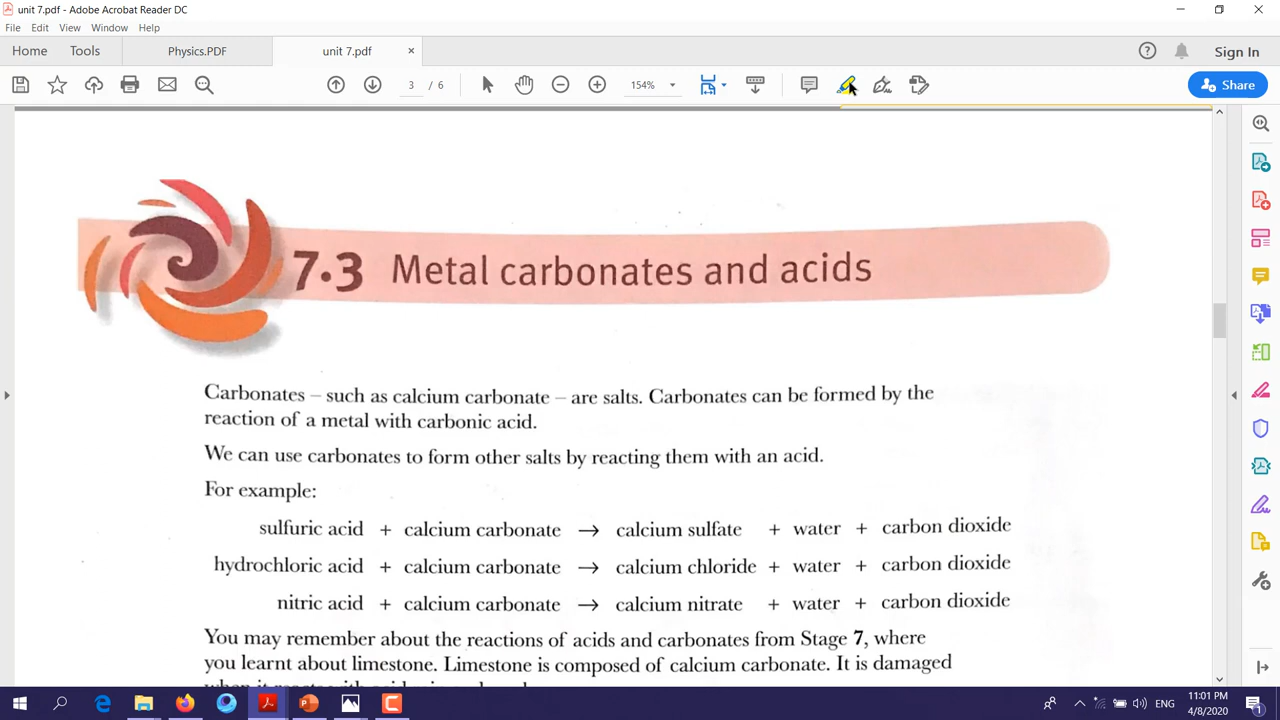 unit 7.pdf - Adobe Acrobat Reader DC
File Edit View Window Help
Home Tools Physics.PDF unit 7.pdf × Sign In
3 / 6 154% Share
7.3 Metal carbonates and acids
Carbonates – such as calcium carbonate – are salts. Carbonates can be formed by the
reaction of a metal with carbonic acid.
We can use carbonates to form other salts by reacting them with an acid.
For example:
sulfuric acid + calcium carbonate → calcium sulfate + water + carbon dioxide
hydrochloric acid + calcium carbonate → calcium chloride + water + carbon dioxide
nitric acid + calcium carbonate → calcium nitrate + water + carbon dioxide
You may remember about the reactions of acids and carbonates from Stage 7, where
you learnt about limestone. Limestone is composed of calcium carbonate. It is damaged
11:01 PM
4/8/2020